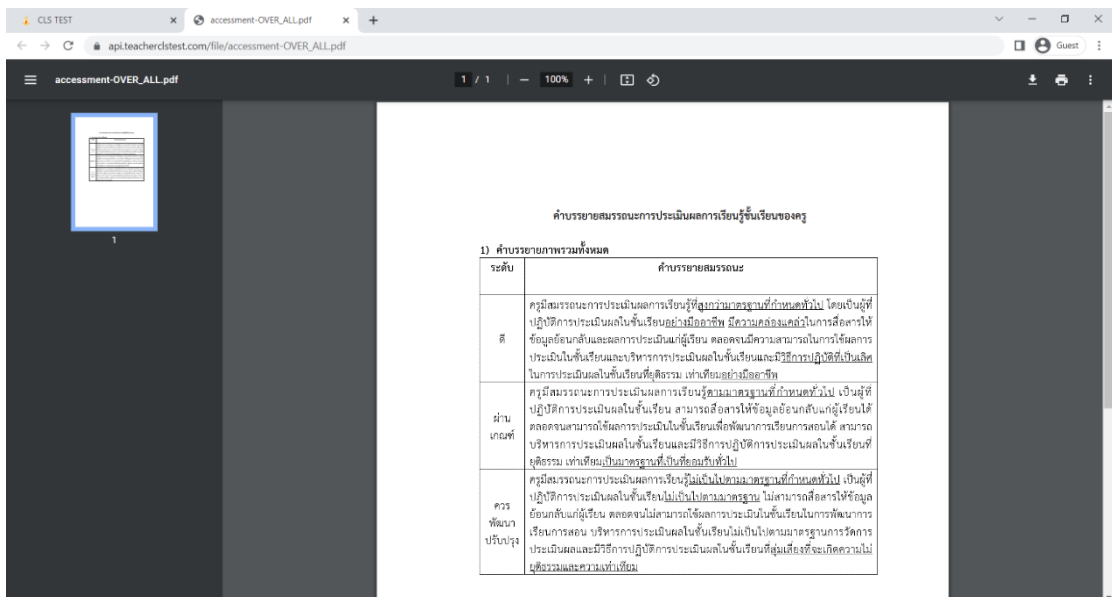 CLS TEST
accessment-OVER_ALL.pdf
api.teacherclstest.com/file/accessment-OVER_ALL.pdf
Guest
accessment-OVER_ALL.pdf
1 / 1
100%
1
คำบรรยายสมรรถนะการประเมินผลการเรียนรู้ชั้นเรียนของครู
1) คำบรรยายภาพรวมทั้งหมด
ระดับ
คำบรรยายสมรรถนะ
ดี
ครูมีสมรรถนะการประเมินผลการเรียนรู้ที่สูงกว่ามาตรฐานที่กำหนดทั่วไป โดยเป็นผู้ที่
ปฏิบัติการประเมินผลในชั้นเรียนอย่างมืออาชีพ มีความคล่องแคล่วในการสื่อสารให้
ข้อมูลย้อนกลับและผลการประเมินแก่ผู้เรียน ตลอดจนมีความสามารถในการใช้ผลการ
ประเมินในชั้นเรียนและบริหารการประเมินผลในชั้นเรียนและมีวิธีการปฏิบัติที่เป็นเลิศ
ในการประเมินผลในชั้นเรียนที่ยุติธรรม เท่าเทียมอย่างมืออาชีพ
ผ่าน
เกณฑ์
ครูมีสมรรถนะการประเมินผลการเรียนรู้ตามมาตรฐานที่กำหนดทั่วไป เป็นผู้ที่
ปฏิบัติการประเมินผลในชั้นเรียน สามารถสื่อสารให้ข้อมูลย้อนกลับแก่ผู้เรียนได้
ตลอดจนสามารถใช้ผลการประเมินในชั้นเรียนเพื่อพัฒนาการเรียนการสอนได้ สามารถ
บริหารการประเมินผลในชั้นเรียนและมีวิธีการปฏิบัติการประเมินผลในชั้นเรียนที่
ยุติธรรม เท่าเทียมเป็นมาตรฐานที่เป็นที่ยอมรับทั่วไป
ควร
พัฒนา
ปรับปรุง
ครูมีสมรรถนะการประเมินผลการเรียนรู้ไม่เป็นไปตามมาตรฐานที่กำหนดทั่วไป เป็นผู้ที่
ปฏิบัติการประเมินผลในชั้นเรียนไม่เป็นไปตามมาตรฐาน ไม่สามารถสื่อสารให้ข้อมูล
ย้อนกลับแก่ผู้เรียน ตลอดจนไม่สามารถใช้ผลการประเมินในชั้นเรียนในการพัฒนาการ
เรียนการสอน บริหารการประเมินผลในชั้นเรียนไม่เป็นไปตามมาตรฐานการวัดการ
ประเมินผลและมีวิธีการปฏิบัติการประเมินผลในชั้นเรียนที่สุ่มเสี่ยงที่จะเกิดความไม่
ยุติธรรมและความเท่าเทียม